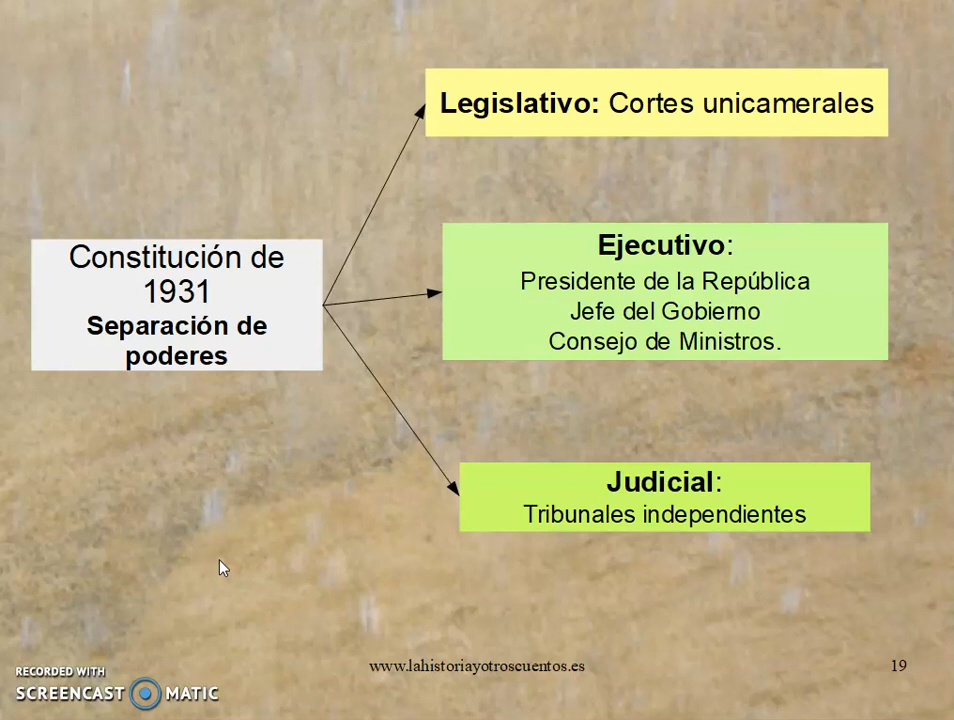 Legislativo: Cortes unicamerales
Constitución de
1931
Separación de
poderes
Ejecutivo:
Presidente de la República
Jefe del Gobierno
Consejo de Ministros.
Judicial:
Tribunales independientes
www.lahistoriayotroscuentos.es
19
RECORDED WITH
SCREENCAST MATIC